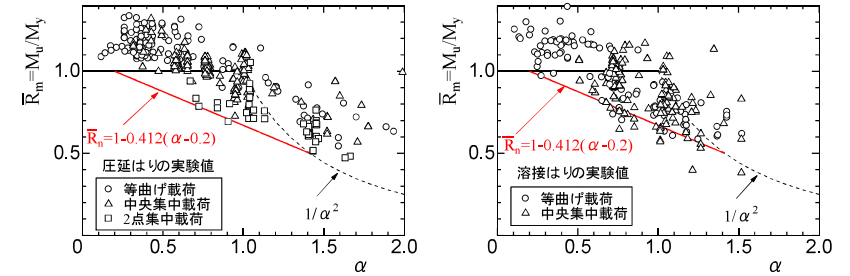 R̅m=Mu/My
1.0
0.5
0
0.5
1.0
1.5
2.0
α
R̅n=1-0.412(α-0.2)
圧延はりの実験値
○ 等曲げ載荷
△ 中央集中載荷
□ 2点集中載荷
1/α²
R̅m=Mu/My
1.0
0.5
0
0.5
1.0
1.5
2.0
α
R̅n=1-0.412(α-0.2)
溶接はりの実験値
○ 等曲げ載荷
△ 中央集中載荷
1/α²